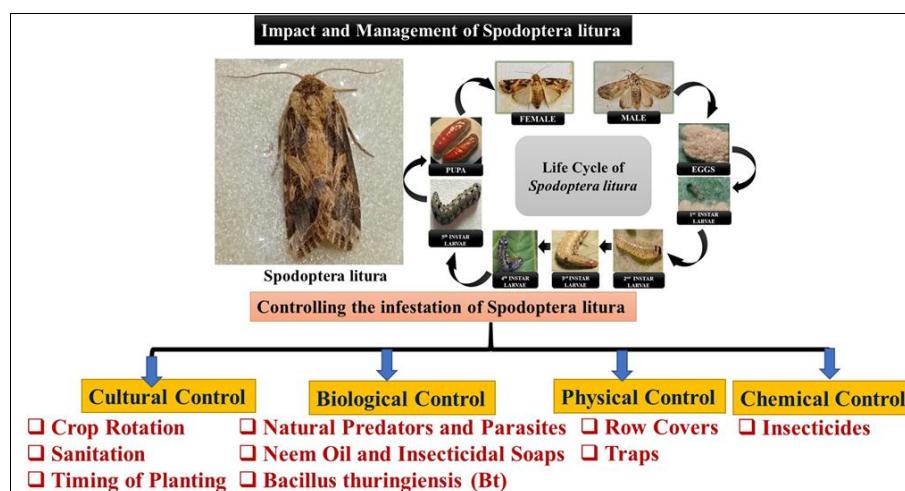 Impact and Management of Spodoptera litura
FEMALE
MALE
PUPA
EGGS
Life Cycle of
Spodoptera litura
1st INSTAR
LARVAE
5th INSTAR
LARVAE
4th INSTAR
LARVAE
3rd INSTAR
LARVAE
2nd INSTAR
LARVAE
Spodoptera litura
Controlling the infestation of Spodoptera litura
Cultural Control
❑ Crop Rotation
❑ Sanitation
❑ Timing of Planting
Biological Control
❑ Natural Predators and Parasites
❑ Neem Oil and Insecticidal Soaps
❑ Bacillus thuringiensis (Bt)
Physical Control
❑ Row Covers
❑ Traps
Chemical Control
❑ Insecticides